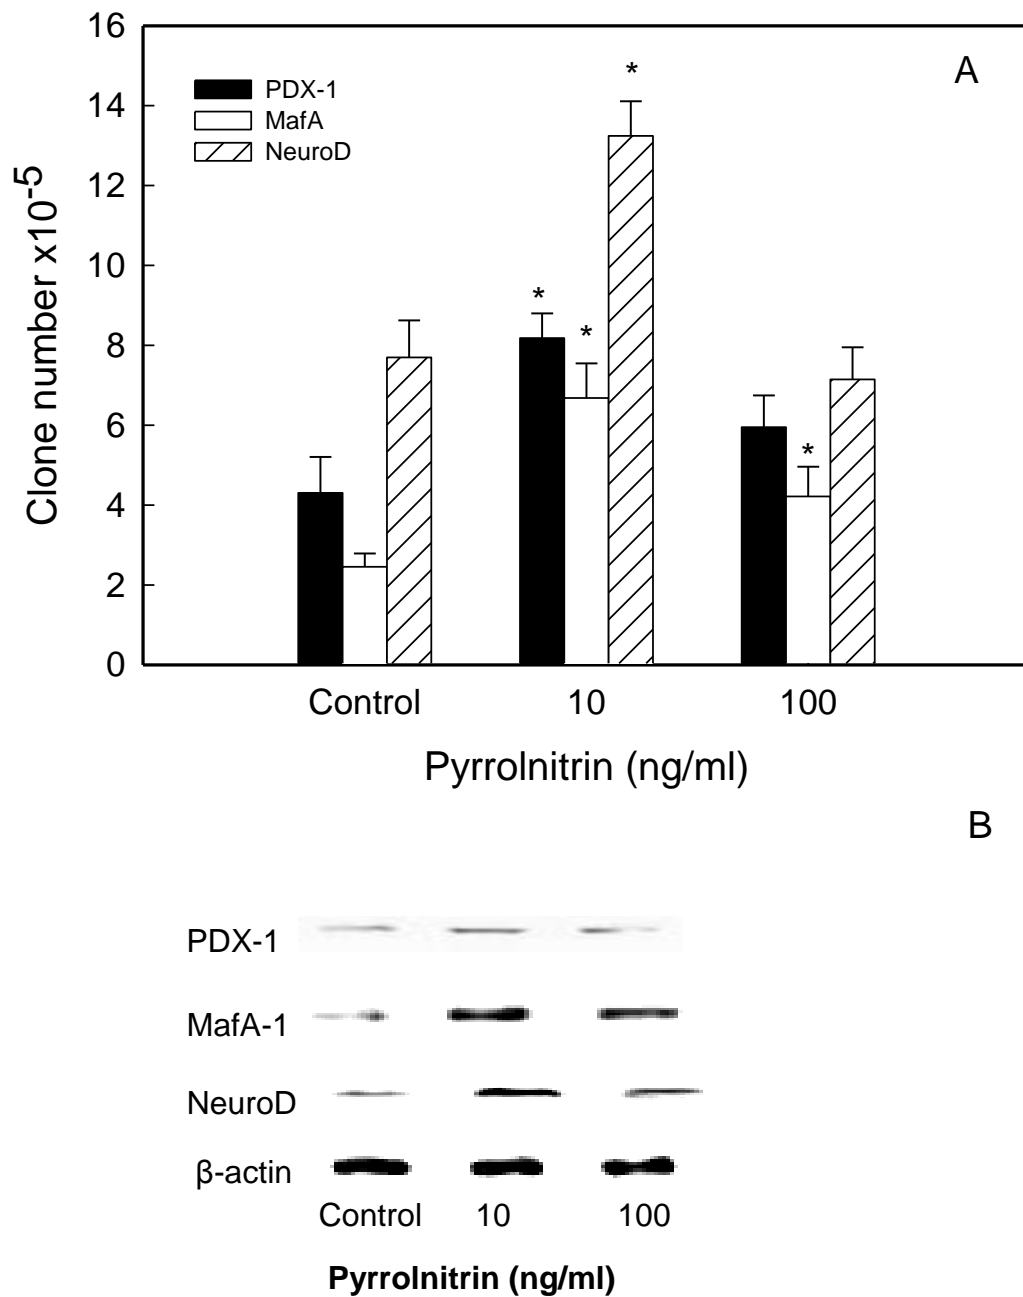 16
A
PDX-1
*
14
MafA
NeuroD
12
Clone number x10-5
10
*
*
8
6
*
4
2
0
Control 10 100
Pyrrolnitrin (ng/ml)
B
PDX-1
MafA-1
NeuroD
β-actin
Control 10 100
Pyrrolnitrin (ng/ml)